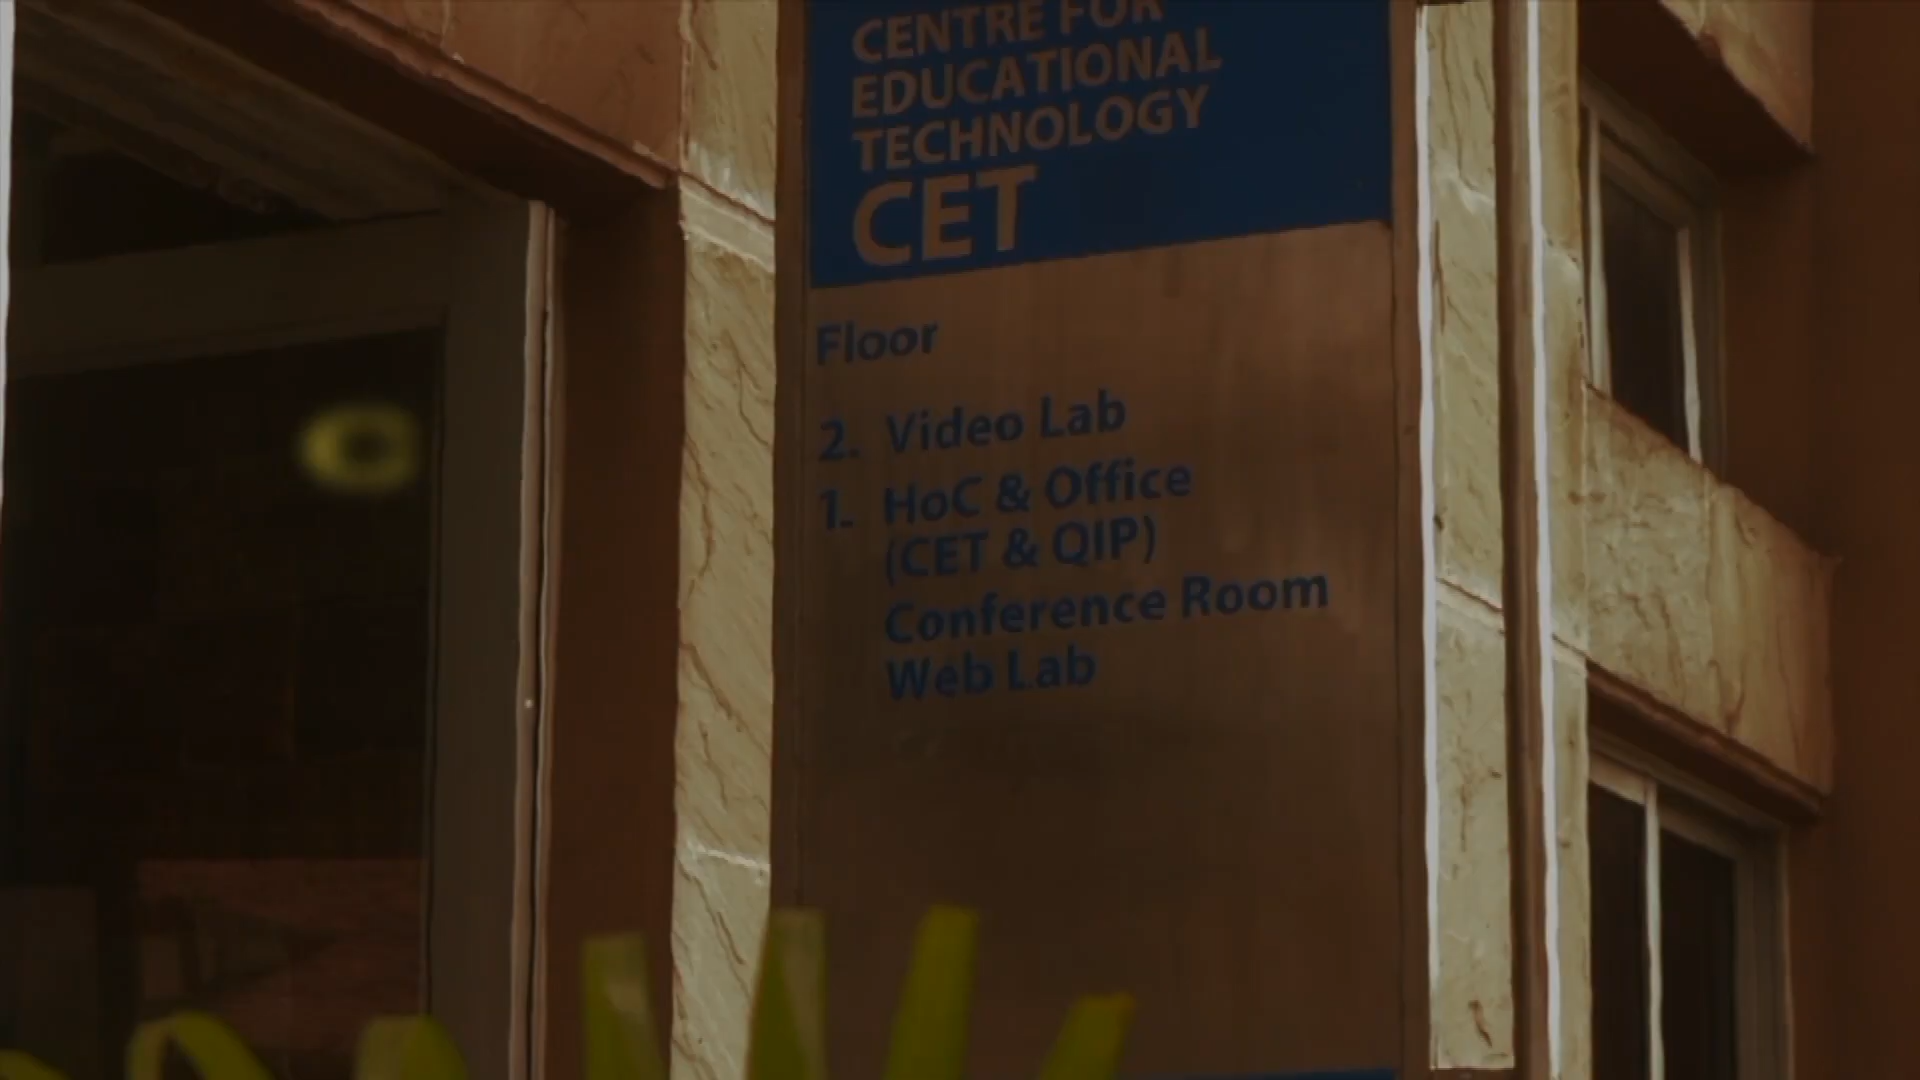 CENTRE FOR
EDUCATIONAL
TECHNOLOGY
CET
Floor
2. Video Lab
1. HoC & Office
(CET & QIP)
Conference Room
Web Lab